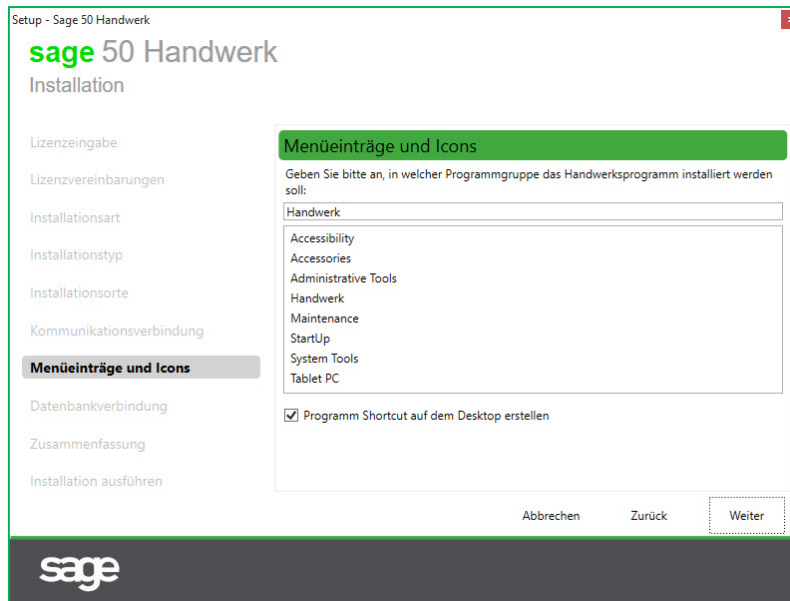 Setup - Sage 50 Handwerk
sage 50 Handwerk
Installation
Lizenzeingabe
Lizenzvereinbarungen
Installationsart
Installationstyp
Installationsorte
Kommunikationsverbindung
Menüeinträge und Icons
Datenbankverbindung
Zusammenfassung
Installation ausführen
Menüeinträge und Icons
Geben Sie bitte an, in welcher Programmgruppe das Handwerksprogramm installiert werden
soll:
Handwerk
Accessibility
Accessories
Administrative Tools
Handwerk
Maintenance
StartUp
System Tools
Tablet PC
Programm Shortcut auf dem Desktop erstellen
Abbrechen Zurück Weiter
sage